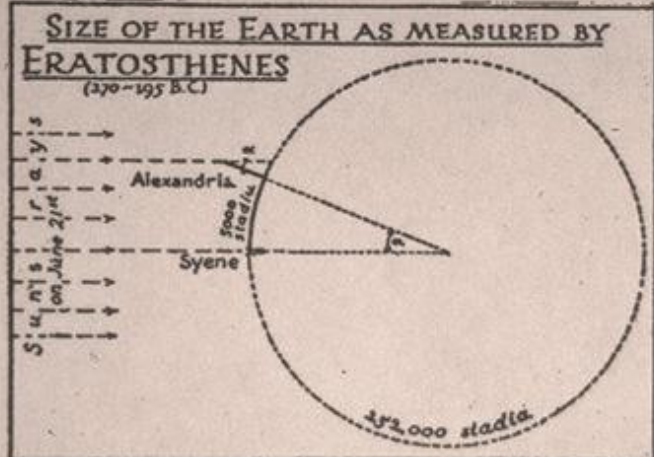 SIZE OF THE EARTH AS MEASURED BY
ERATOSTHENES
(270-195 B.C)
Sun's rays
on June 21st
Alexandria
5000
stadia
Syene
252,000 stadia